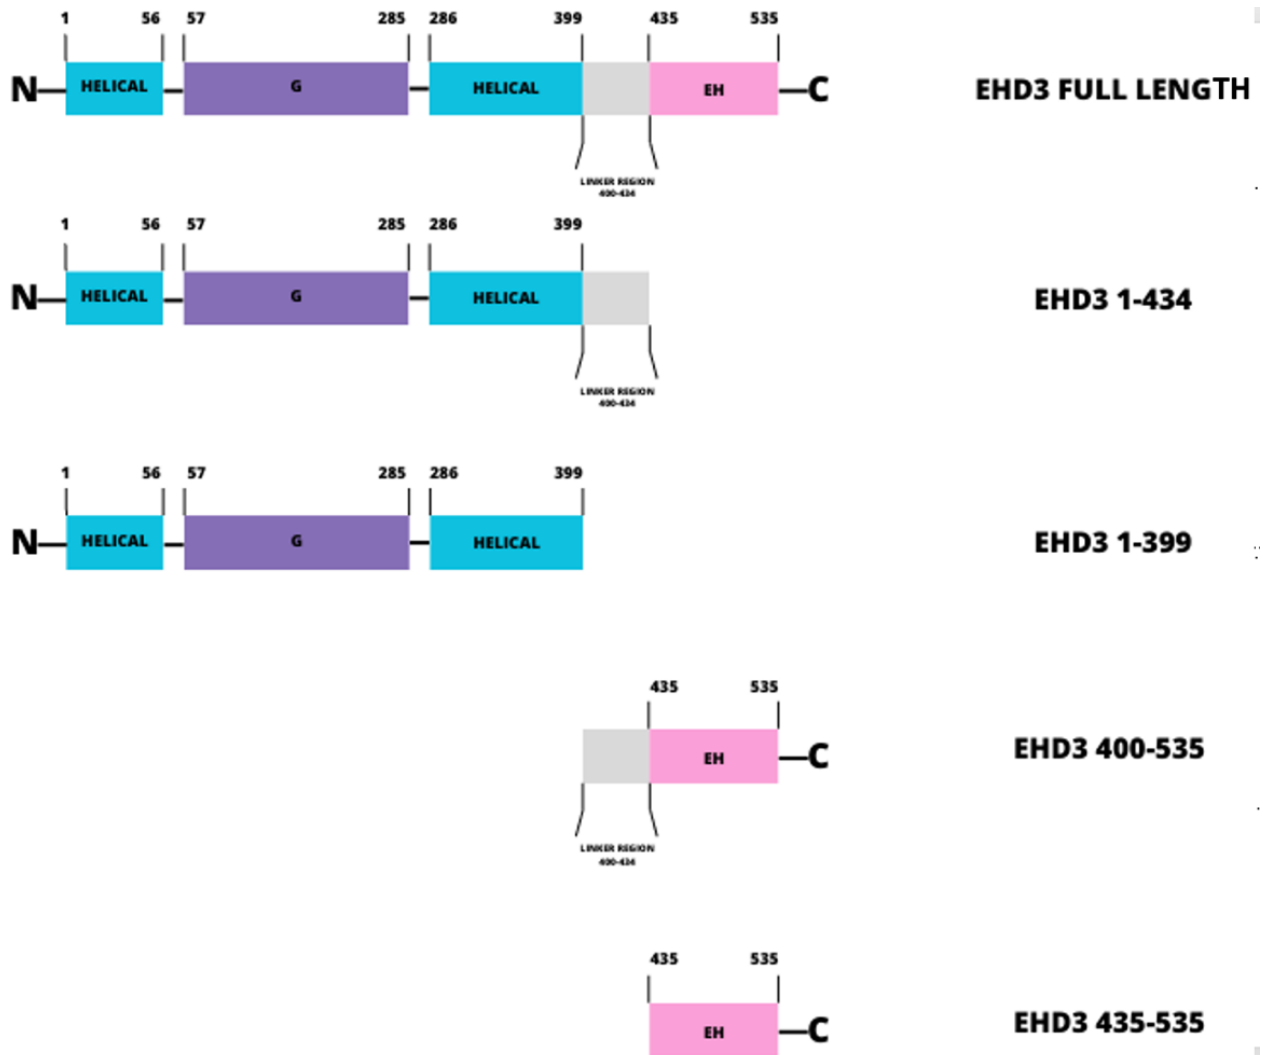 1 56 57 285 286 399 435 535
N HELICAL G HELICAL EH C EHD3 FULL LENGTH
LINKER REGION
400-434
1 56 57 285 286 399
N HELICAL G HELICAL EHD3 1-434
LINKER REGION
400-434
1 56 57 285 286 399
N HELICAL G HELICAL EHD3 1-399
435 535
EH C EHD3 400-535
LINKER REGION
400-434
435 535
EH C EHD3 435-535